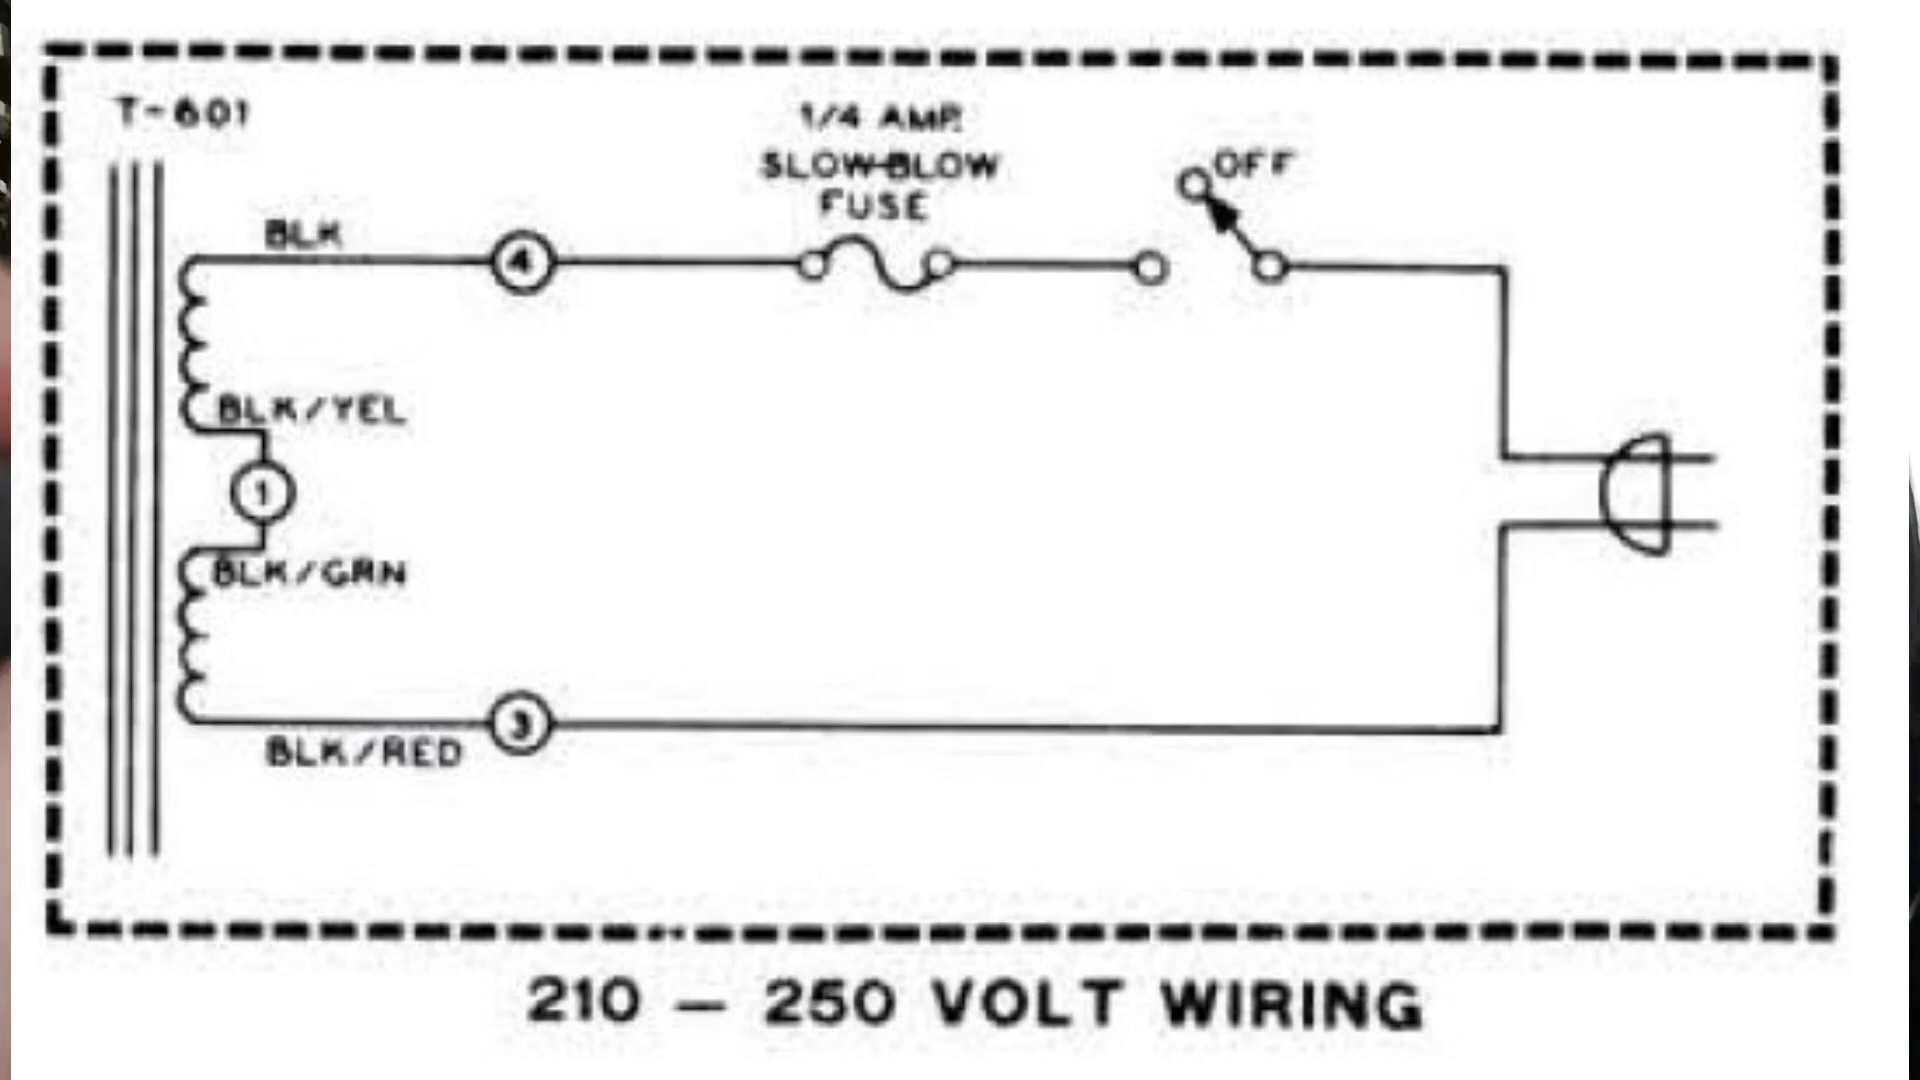 T-601
1/4 AMP.
SLOW-BLOW
FUSE
OFF
BLK
4
BLK/YEL
1
BLK/GRN
3
BLK/RED
210 — 250 VOLT WIRING